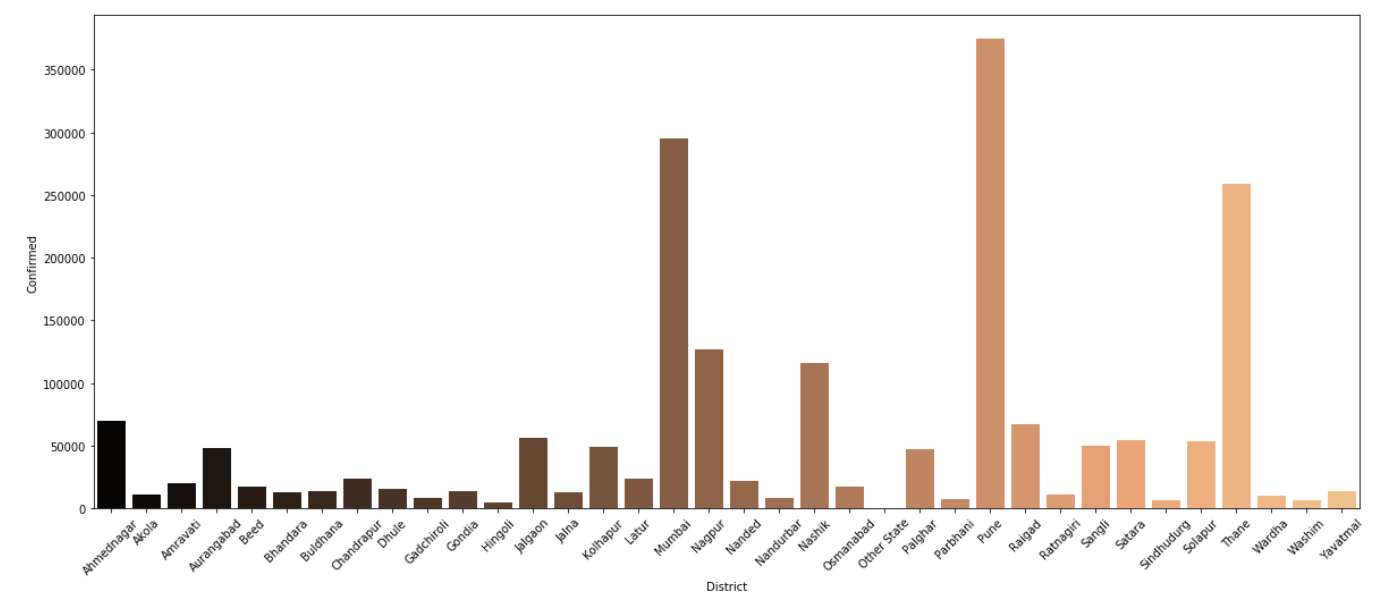 Confirmed
350000
300000
250000
200000
150000
100000
50000
0
Ahmednagar
Akola
Amravati
Aurangabad
Beed
Bhandara
Buldhana
Chandrapur
Dhule
Gadchiroli
Gondia
Hingoli
Jalgaon
Jalna
Kolhapur
Latur
Mumbai
Nagpur
Nanded
Nandurbar
Nashik
Osmanabad
Other State
Palghar
Parbhani
Pune
Raigad
Ratnagiri
Sangli
Satara
Sindhudurg
Solapur
Thane
Wardha
Washim
Yavatmal
District